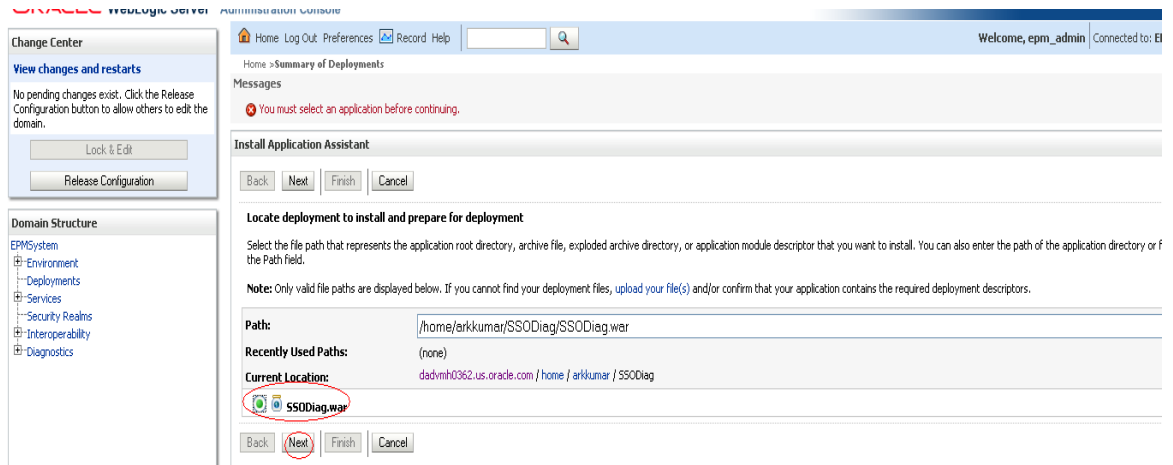 ORACLE WebLogic Server Administration Console
Change Center
View changes and restarts
No pending changes exist. Click the Release
Configuration button to allow others to edit the
domain.
Lock & Edit
Release Configuration
Domain Structure
EPMSystem
Environment
Deployments
Services
Security Realms
Interoperability
Diagnostics
Home Log Out Preferences Record Help
Welcome, epm_admin Connected to: E
Home >Summary of Deployments
Messages
You must select an application before continuing.
Install Application Assistant
Back Next Finish Cancel
Locate deployment to install and prepare for deployment
Select the file path that represents the application root directory, archive file, exploded archive directory, or application module descriptor that you want to install. You can also enter the path of the application directory or f
the Path field.
Note: Only valid file paths are displayed below. If you cannot find your deployment files, upload your file(s) and/or confirm that your application contains the required deployment descriptors.
Path: /home/arkkumar/SSODiag/SSODiag.war
Recently Used Paths: (none)
Current Location: dadvmh0362.us.oracle.com / home / arkkumar / SSODiag
SSODiag.war
Back Next Finish Cancel